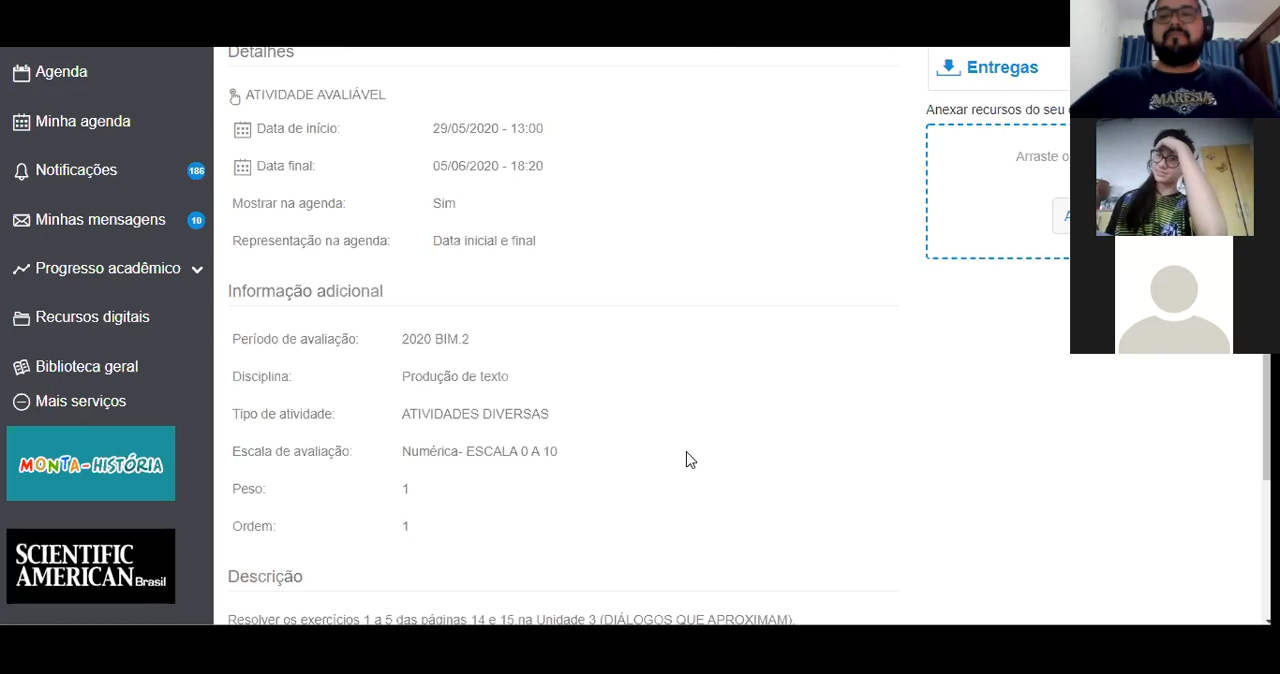 Agenda
Minha agenda
Notificações 186
Minhas mensagens 10
Progresso acadêmico
Recursos digitais
Biblioteca geral
Mais serviços
MONTA-HISTÓRIA
SCIENTIFIC
AMERICAN Brasil
Detalhes
ATIVIDADE AVALIÁVEL
Data de início: 29/05/2020 - 13:00
Data final: 05/06/2020 - 18:20
Mostrar na agenda: Sim
Representação na agenda: Data inicial e final
Informação adicional
Período de avaliação: 2020 BIM.2
Disciplina: Produção de texto
Tipo de atividade: ATIVIDADES DIVERSAS
Escala de avaliação: Numérica- ESCALA 0 A 10
Peso: 1
Ordem: 1
Descrição
Resolver os exercícios 1 a 5 das páginas 14 e 15,na Unidade 3 (DIÁLOGOS QUE APROXIMAM).
Entregas
Anexar recursos do seu
Arraste o
MARESIA